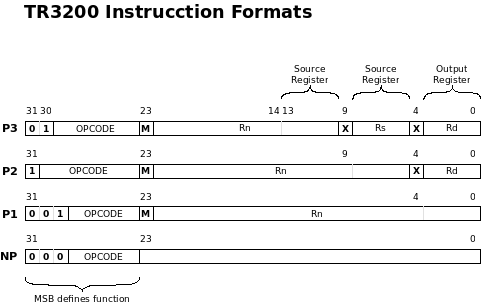 TR3200 Instrucction Formats
Source Register
Source Register
Output Register
31 30 23 14 13 9 4 0
P3 0 1 OPCODE M Rn X Rs X Rd
31 23 9 4 0
P2 1 OPCODE M Rn X Rd
31 23 4 0
P1 0 0 1 OPCODE M Rn
31 23 0
NP 0 0 0 OPCODE
MSB defines function